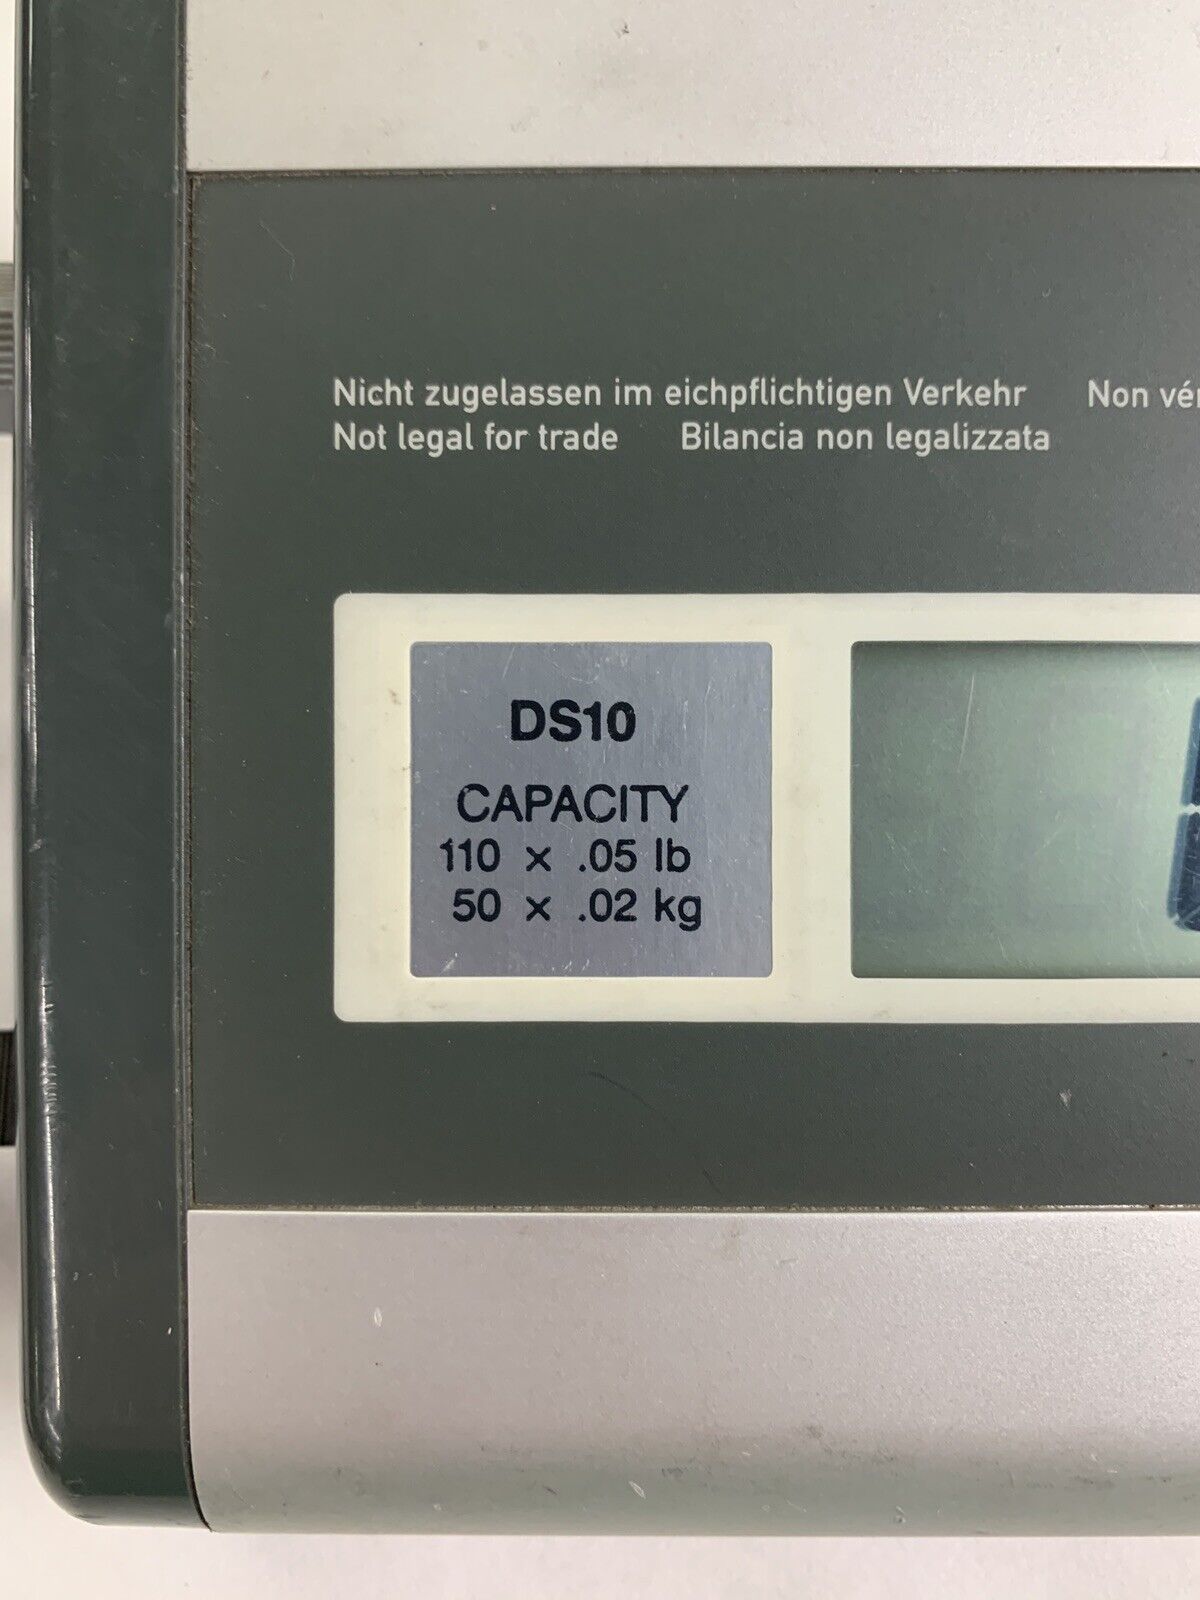 Nicht zugelassen im eichpflichtigen Verkehr Non
Not legal for trade Bilancia non legalizzata
DS10
CAPACITY
110 x .05 lb
50 x .02 kg